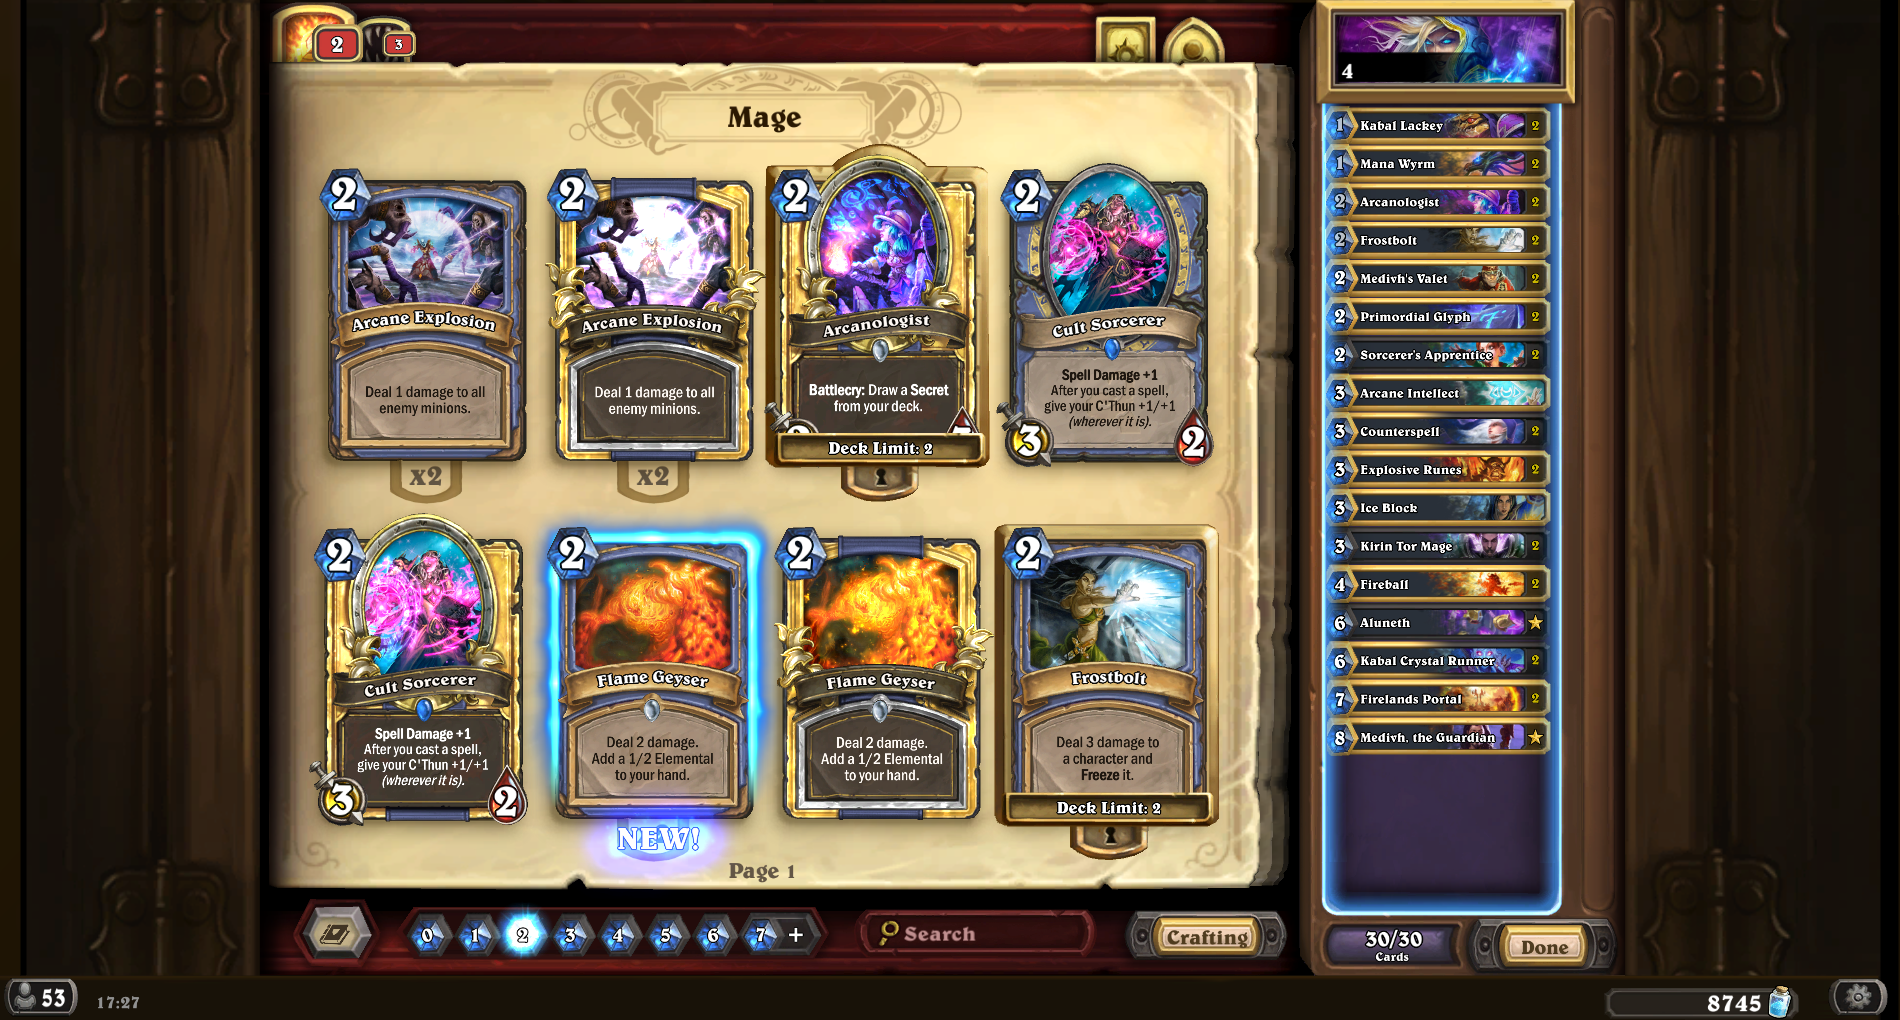 2
3
Mage
2
Arcane Explosion
Deal 1 damage to all
enemy minions.
x2
2
Arcane Explosion
Deal 1 damage to all
enemy minions.
x2
2
Arcanologist
Battlecry: Draw a Secret
from your deck.
Deck Limit: 2
2
Cult Sorcerer
Spell Damage +1
After you cast a spell,
give your C'Thun +1/+1
(wherever it is).
3
2
2
Cult Sorcerer
Spell Damage +1
After you cast a spell,
give your C'Thun +1/+1
(wherever it is).
3
2
2
Flame Geyser
Deal 2 damage.
Add a 1/2 Elemental
to your hand.
NEW!
2
Flame Geyser
Deal 2 damage.
Add a 1/2 Elemental
to your hand.
2
Frostbolt
Deal 3 damage to
a character and
Freeze it.
Deck Limit: 2
Page 1
0 1 2 3 4 5 6 7 +
Search
Crafting
4
1 Kabal Lackey 2
1 Mana Wyrm 2
2 Arcanologist 2
2 Frostbolt 2
2 Medivh's Valet 2
2 Primordial Glyph 2
2 Sorcerer's Apprentice 2
3 Arcane Intellect
3 Counterspell 2
3 Explosive Runes 2
3 Ice Block
3 Kirin Tor Mage 2
4 Fireball 2
6 Aluneth
6 Kabal Crystal Runner 2
7 Firelands Portal 2
8 Medivh, the Guardian
30/30
Cards
Done
53
17:27
8745